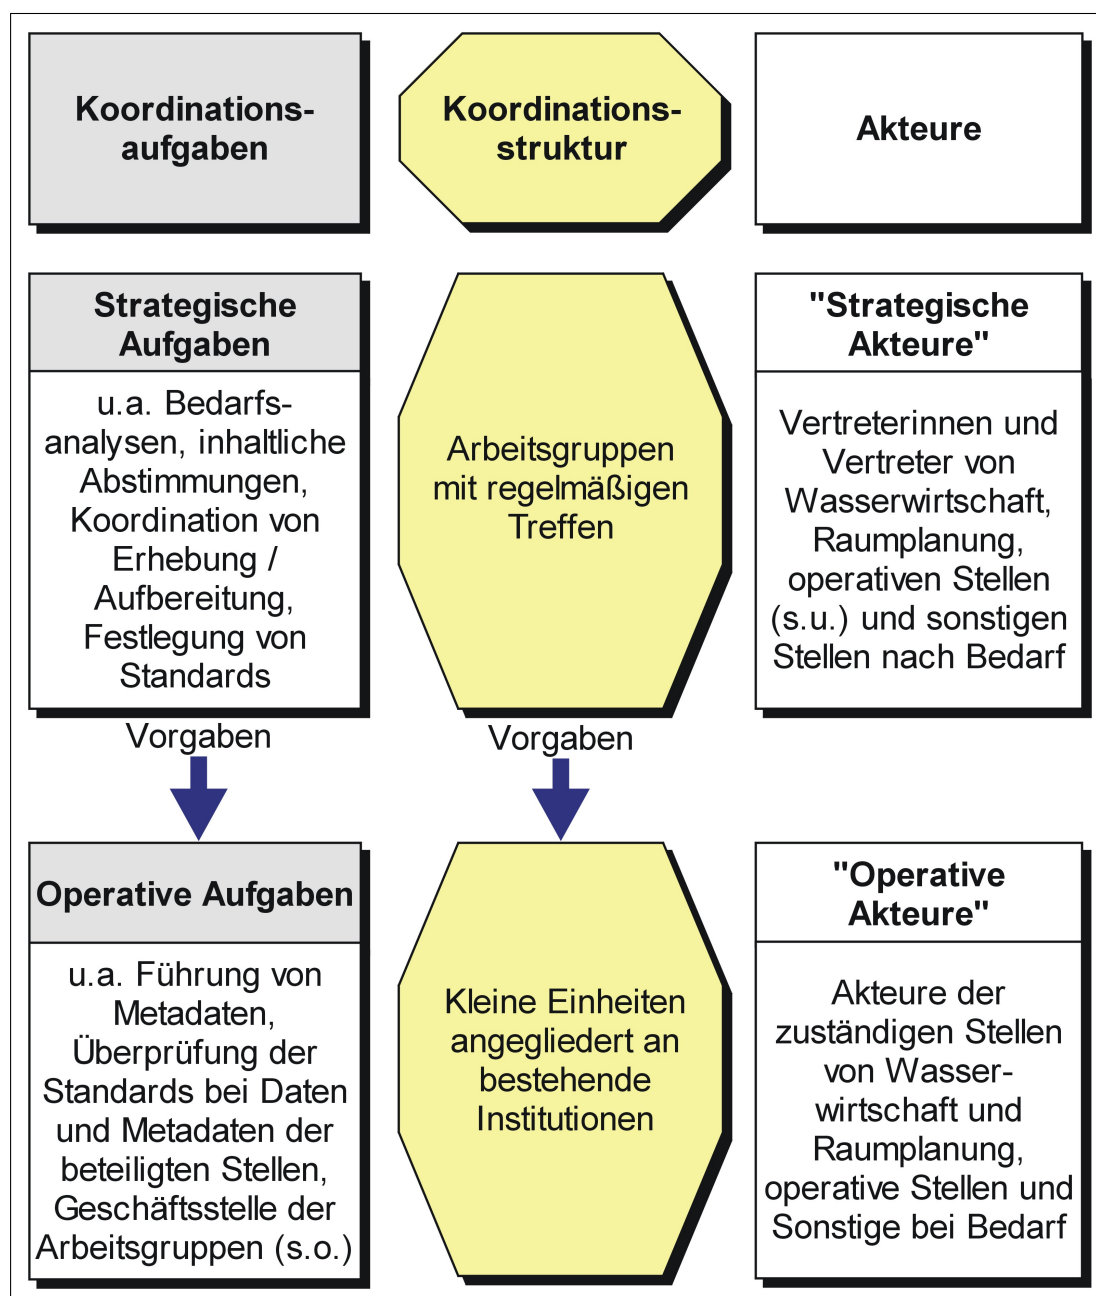 Koordinations-
aufgaben
Koordinations-
struktur
Akteure
Strategische
Aufgaben
u.a. Bedarfs-
analysen, inhaltliche
Abstimmungen,
Koordination von
Erhebung /
Aufbereitung,
Festlegung von
Standards
Arbeitsgruppen
mit regelmäßigen
Treffen
"Strategische
Akteure"
Vertreterinnen und
Vertreter von
Wasserwirtschaft,
Raumplanung,
operativen Stellen
(s.u.) und sonstigen
Stellen nach Bedarf
Vorgaben
Vorgaben
Operative Aufgaben
u.a. Führung von
Metadaten,
Überprüfung der
Standards bei Daten
und Metadaten der
beteiligten Stellen,
Geschäftsstelle der
Arbeitsgruppen (s.o.)
Kleine Einheiten
angegliedert an
bestehende
Institutionen
"Operative
Akteure"
Akteure der
zuständigen Stellen
von Wasser-
wirtschaft und
Raumplanung,
operative Stellen und
Sonstige bei Bedarf